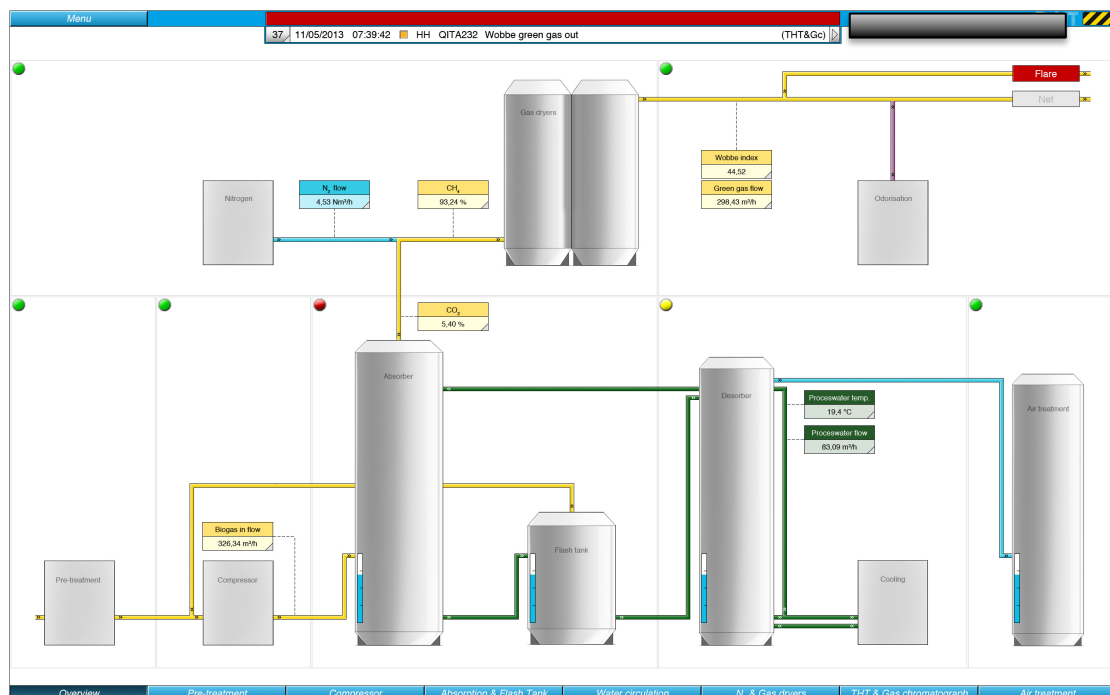 Menu
37 11/05/2013 07:39:42 HH QITA232 Wobbe green gas out (THT&Gc)
Flare
Net
Gas dryers
Wobbe index
44,52
Green gas flow
298,43 m³/h
Nitrogen
N₂ flow
4,53 Nm³/h
CH₄
93,24 %
Odorisation
CO₂
5,40 %
Absorber
Desorber
Proceswater temp.
19,4 °C
Proceswater flow
83,09 m³/h
Air treatment
Biogas in flow
326,34 m³/h
Flash tank
Pre-treatment
Compressor
Cooling
Overview Pre-treatment Compressor Absorption & Flash Tank Water circulation N₂ & Gas dryers THT & Gas chromatograph Air treatment